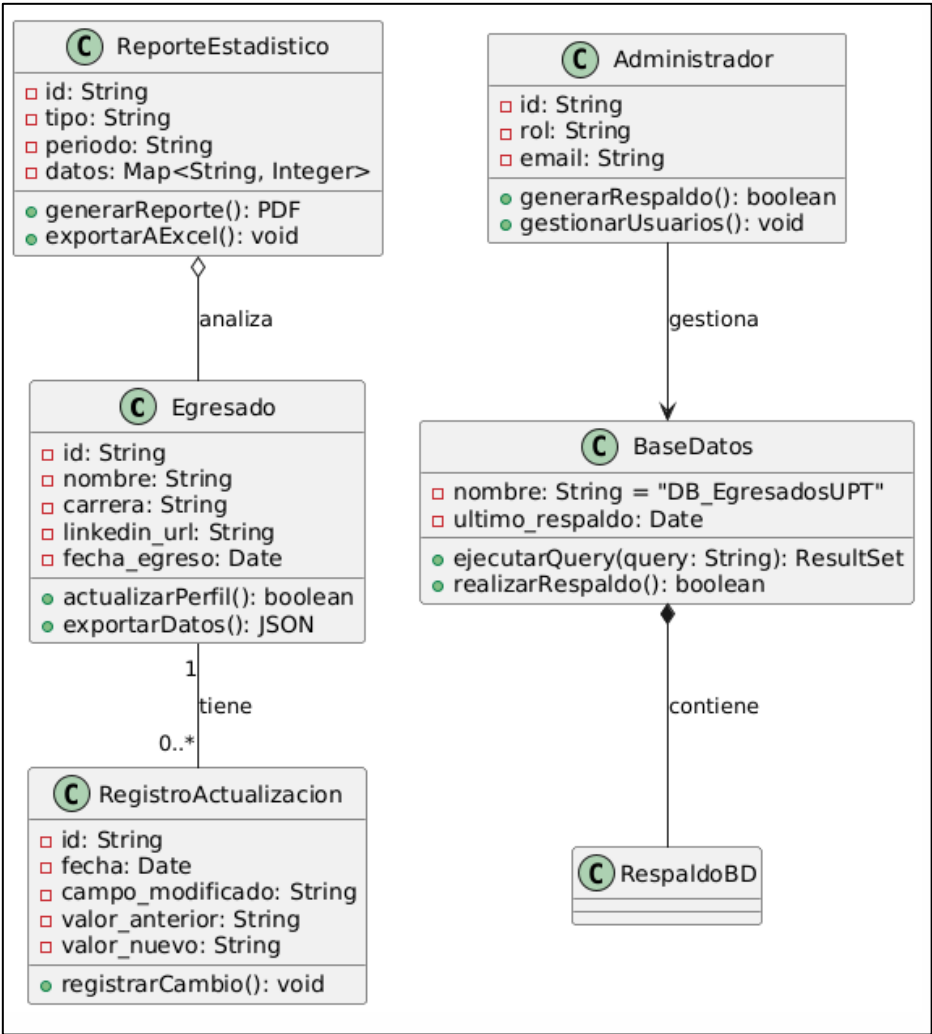 C ReporteEstadistico
id: String
tipo: String
periodo: String
datos: Map<String, Integer>
generarReporte(): PDF
exportarAExcel(): void
analiza
C Egresado
id: String
nombre: String
carrera: String
linkedin_url: String
fecha_egreso: Date
actualizarPerfil(): boolean
exportarDatos(): JSON
1
tiene
0..*
C RegistroActualizacion
id: String
fecha: Date
campo_modificado: String
valor_anterior: String
valor_nuevo: String
registrarCambio(): void
C Administrador
id: String
rol: String
email: String
generarRespaldo(): boolean
gestionarUsuarios(): void
gestiona
C BaseDatos
nombre: String = "DB_EgresadosUPT"
ultimo_respaldo: Date
ejecutarQuery(query: String): ResultSet
realizarRespaldo(): boolean
contiene
C RespaldoBD